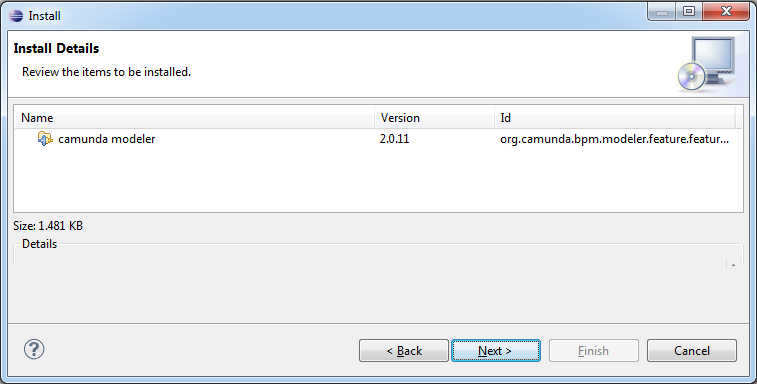 Install
Install Details
Review the items to be installed.
Name Version Id
camunda modeler 2.0.11 org.camunda.bpm.modeler.feature.featur...
Size: 1.481 KB
Details
< Back Next > Finish Cancel